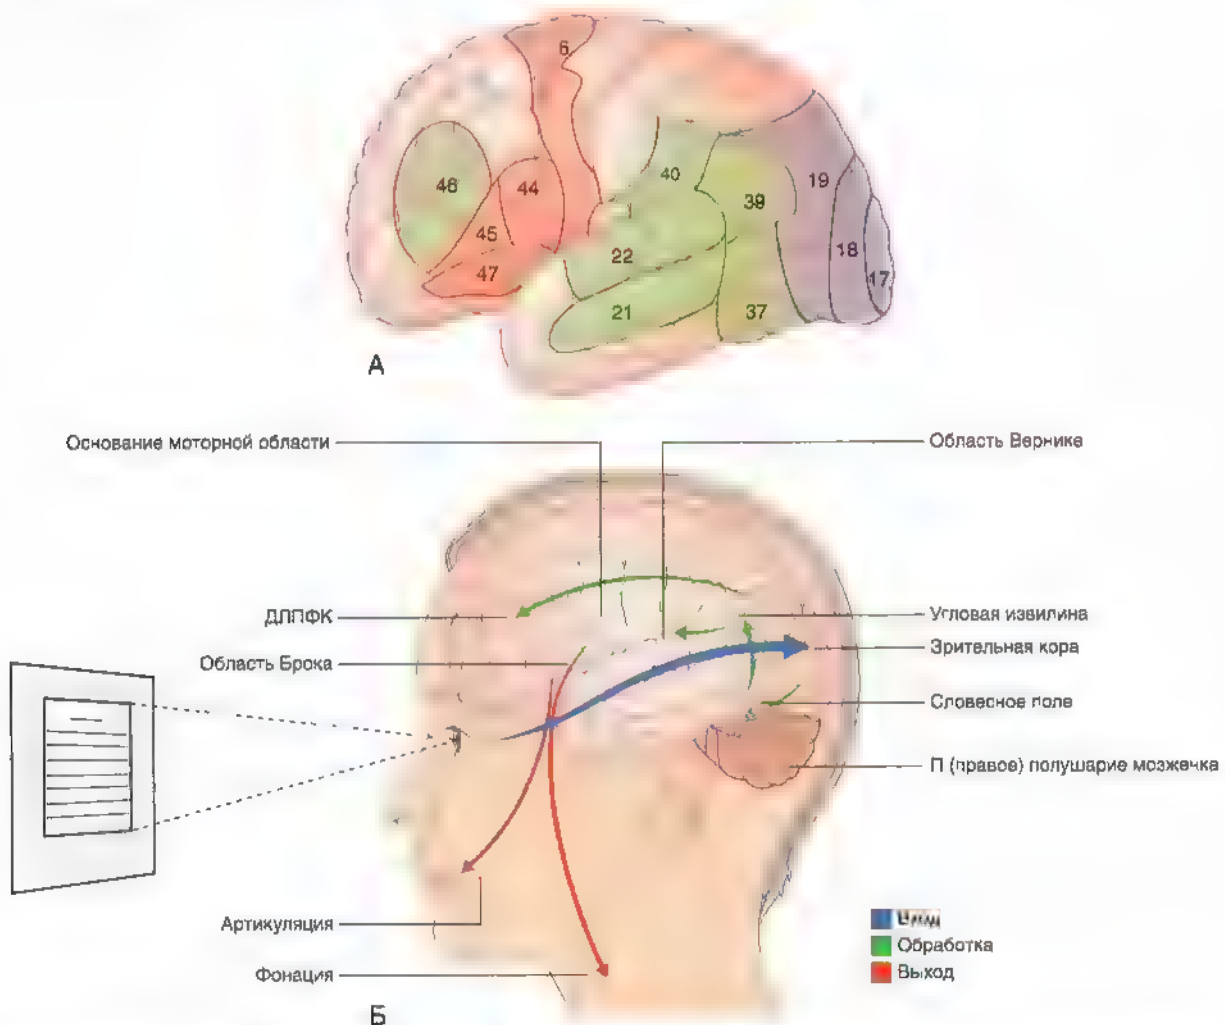 6
46
44
45
47
40
39
22
21
37
19
18
17
А
Основание моторной области
Область Вернике
ДЛПФК
Область Брока
Угловая извилина
Зрительная кора
Словесное поле
П (правое) полушарие мозжечка
Артикуляция
Фонация
Вход
Обработка
Выход
Б